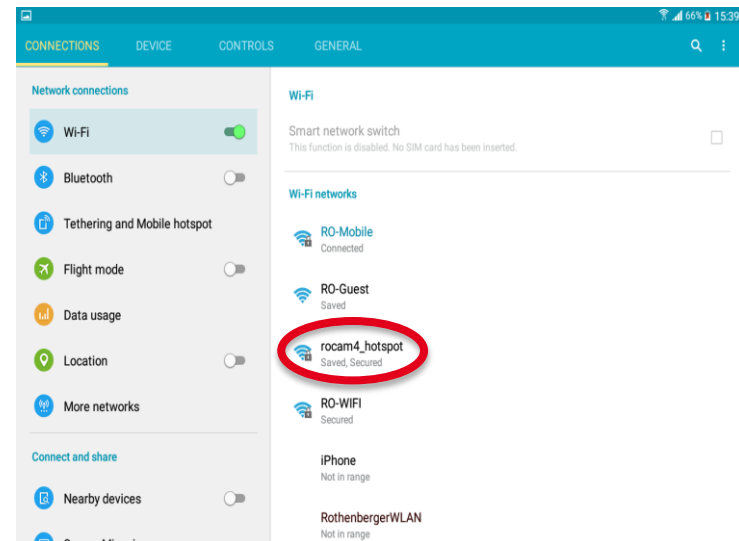 66% 15:39
CONNECTIONS DEVICE CONTROLS GENERAL
Network connections
Wi-Fi
Bluetooth
Tethering and Mobile hotspot
Flight mode
Data usage
Location
More networks
Connect and share
Nearby devices
Wi-Fi
Smart network switch
This function is disabled. No SIM card has been inserted.
Wi-Fi networks
RO-Mobile
Connected
RO-Guest
Saved
rocam4_hotspot
Saved, Secured
RO-WIFI
Secured
iPhone
Not in range
RothenbergerWLAN
Not in range